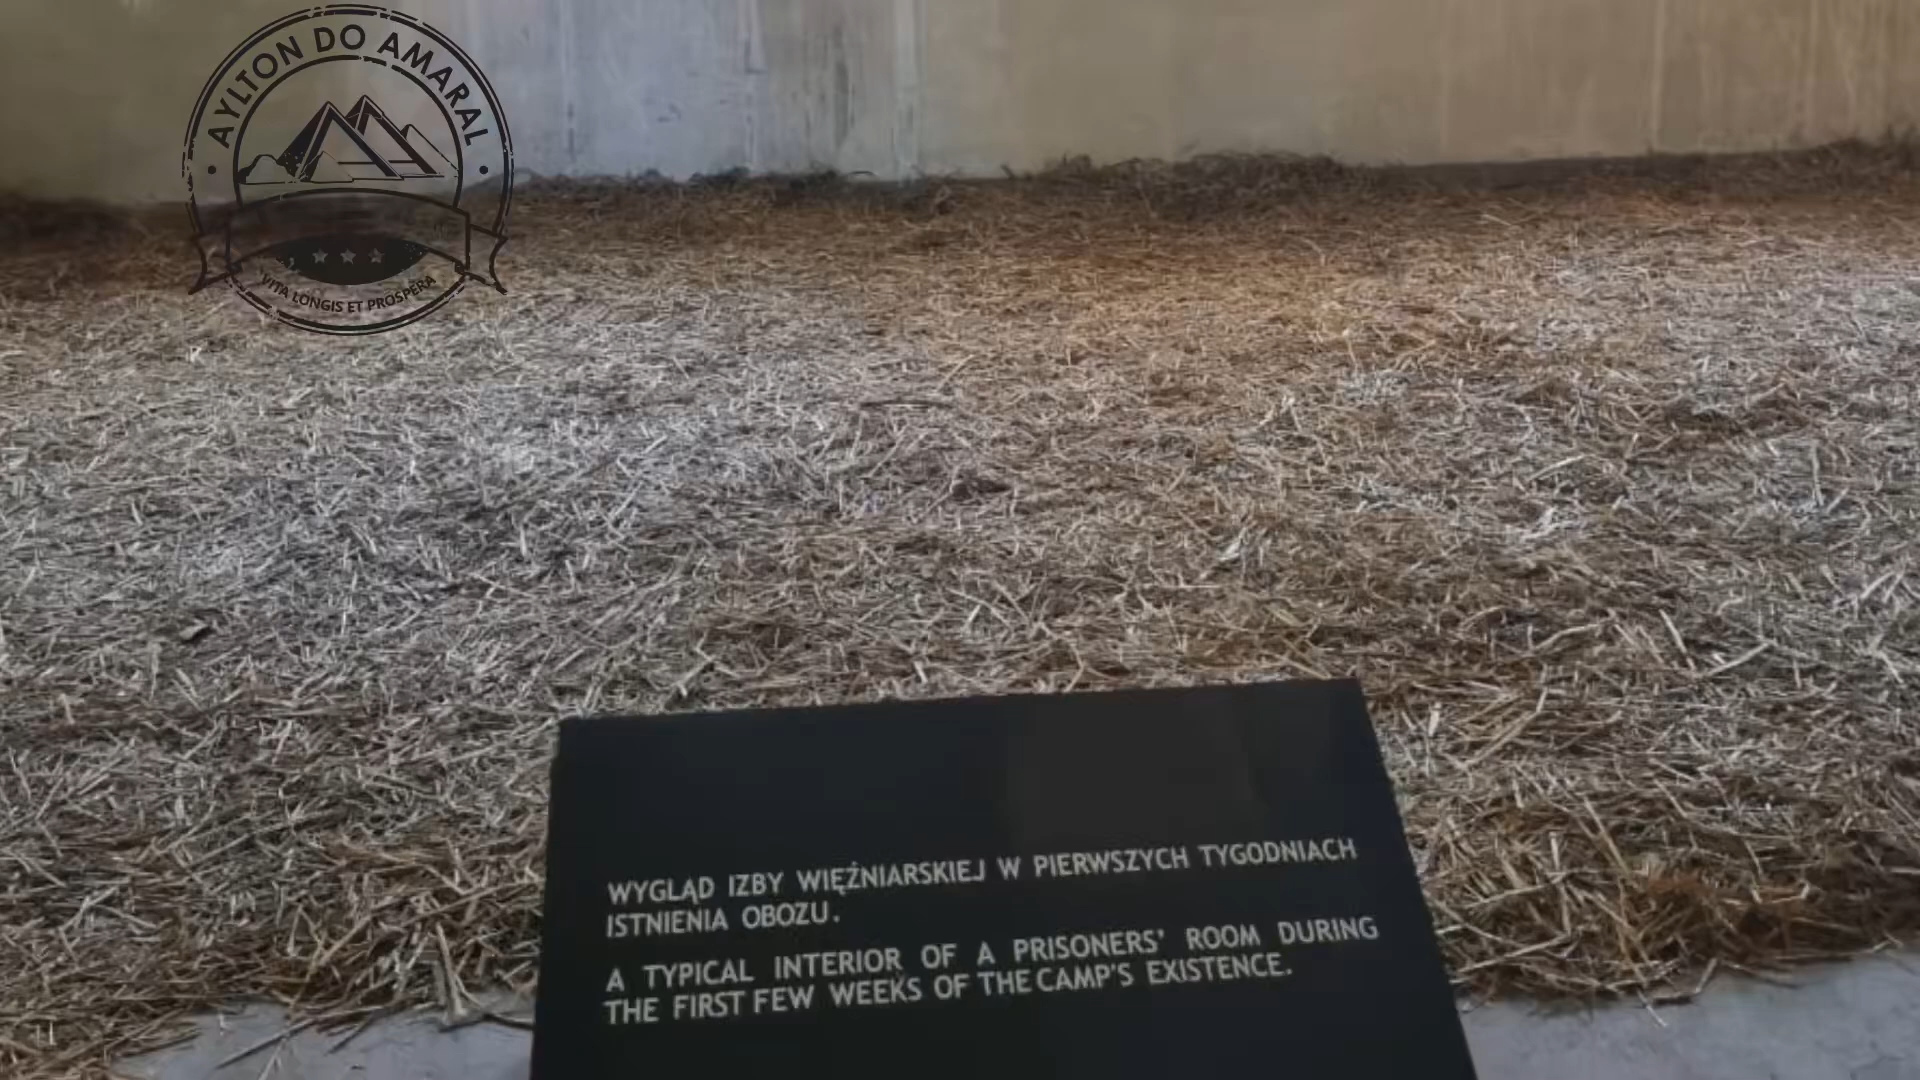 AYLTON DO AMARAL
VITA LONGIS ET PROSPERA
WYGLĄD IZBY WIĘŹNIARSKIEJ W PIERWSZYCH TYGODNIACH
ISTNIENIA OBOZU.
A TYPICAL INTERIOR OF A PRISONERS' ROOM DURING
THE FIRST FEW WEEKS OF THE CAMP'S EXISTENCE.